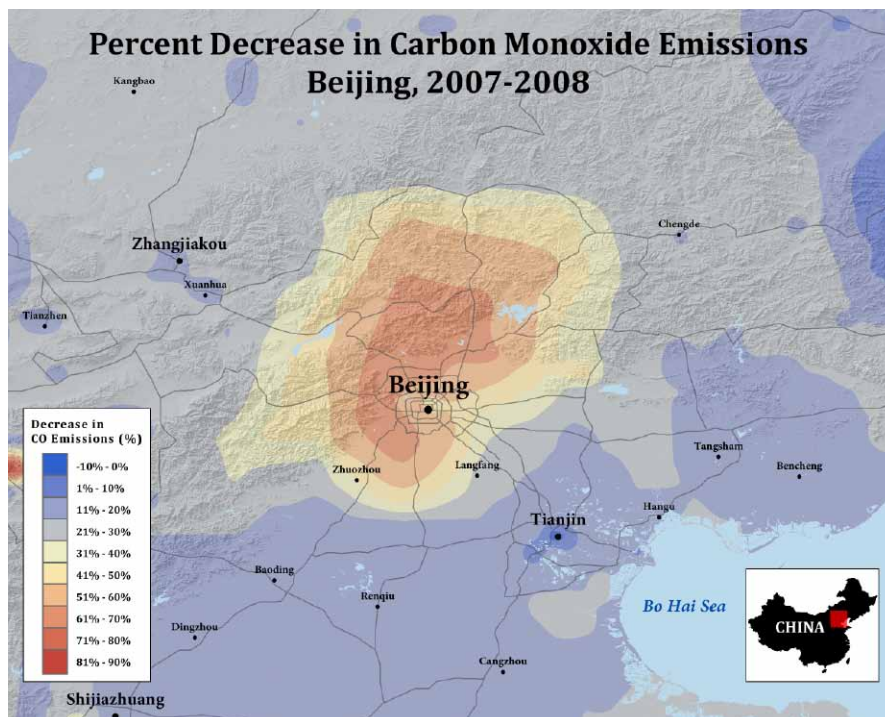 Percent Decrease in Carbon Monoxide Emissions
Beijing, 2007-2008
Kangbao
Chengde
Zhangjiakou
Xuanhua
Tianzhen
Beijing
Decrease in
CO Emissions (%)
-10% - 0%
1% - 10%
11% - 20%
21% - 30%
31% - 40%
41% - 50%
51% - 60%
61% - 70%
71% - 80%
81% - 90%
Zhuozhou
Langfang
Tangsham
Bencheng
Hangu
Tianjin
Baoding
Renqiu
Bo Hai Sea
CHINA
Dingzhou
Cangzhou
Shijiazhuang